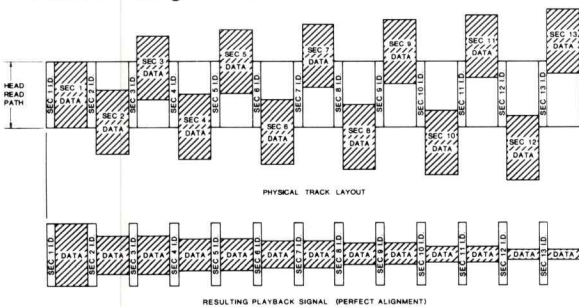 SEC 3
DATA
SEC 5
DATA
SEC 7
DATA
SEC 9
DATA
SEC 11
DATA
SEC 13
DATA
HEAD
READ
PATH
SEC 1 I.D
SEC 1
DATA
SEC 2 I.D
SEC 2
DATA
SEC 3 I.D
SEC 4 I.D
SEC 4
DATA
SEC 5 I.D
SEC 6 I.D
SEC 6
DATA
SEC 7 I.D
SEC 8 I.D
SEC 8
DATA
SEC 9 I.D
SEC 10 I.D
SEC 10
DATA
SEC 11 I.D
SEC 12 I.D
SEC 12
DATA
SEC 13 I.D
PHYSICAL TRACK LAYOUT
SEC 1 I.D
DATA
SEC 2 I.D
DATA
SEC 3 I.D
DATA
SEC 4 I.D
DATA
SEC 5 I.D
DATA
SEC 6 I.D
DATA
SEC 7 I.D
DATA
SEC 8 I.D
DATA
SEC 9 I.D
DATA
SEC 10 I.D
DATA
SEC 11 I.D
DATA
SEC 12 I.D
DATA
SEC 13 I.D
DATA
RESULTING PLAYBACK SIGNAL (PERFECT ALIGNMENT)